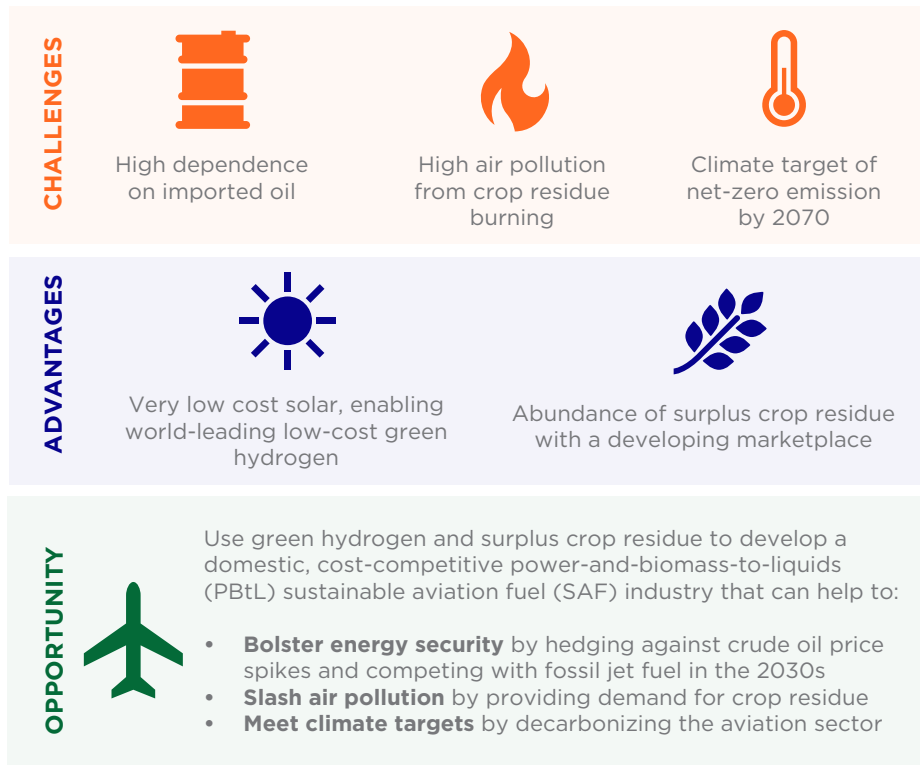 CHALLENGES
High dependence
on imported oil
High air pollution
from crop residue
burning
Climate target of
net-zero emission
by 2070
ADVANTAGES
Very low cost solar, enabling
world-leading low-cost green
hydrogen
Abundance of surplus crop residue
with a developing marketplace
OPPORTUNITY
Use green hydrogen and surplus crop residue to develop a
domestic, cost-competitive power-and-biomass-to-liquids
(PBtL) sustainable aviation fuel (SAF) industry that can help to:
• Bolster energy security by hedging against crude oil price
spikes and competing with fossil jet fuel in the 2030s
• Slash air pollution by providing demand for crop residue
• Meet climate targets by decarbonizing the aviation sector